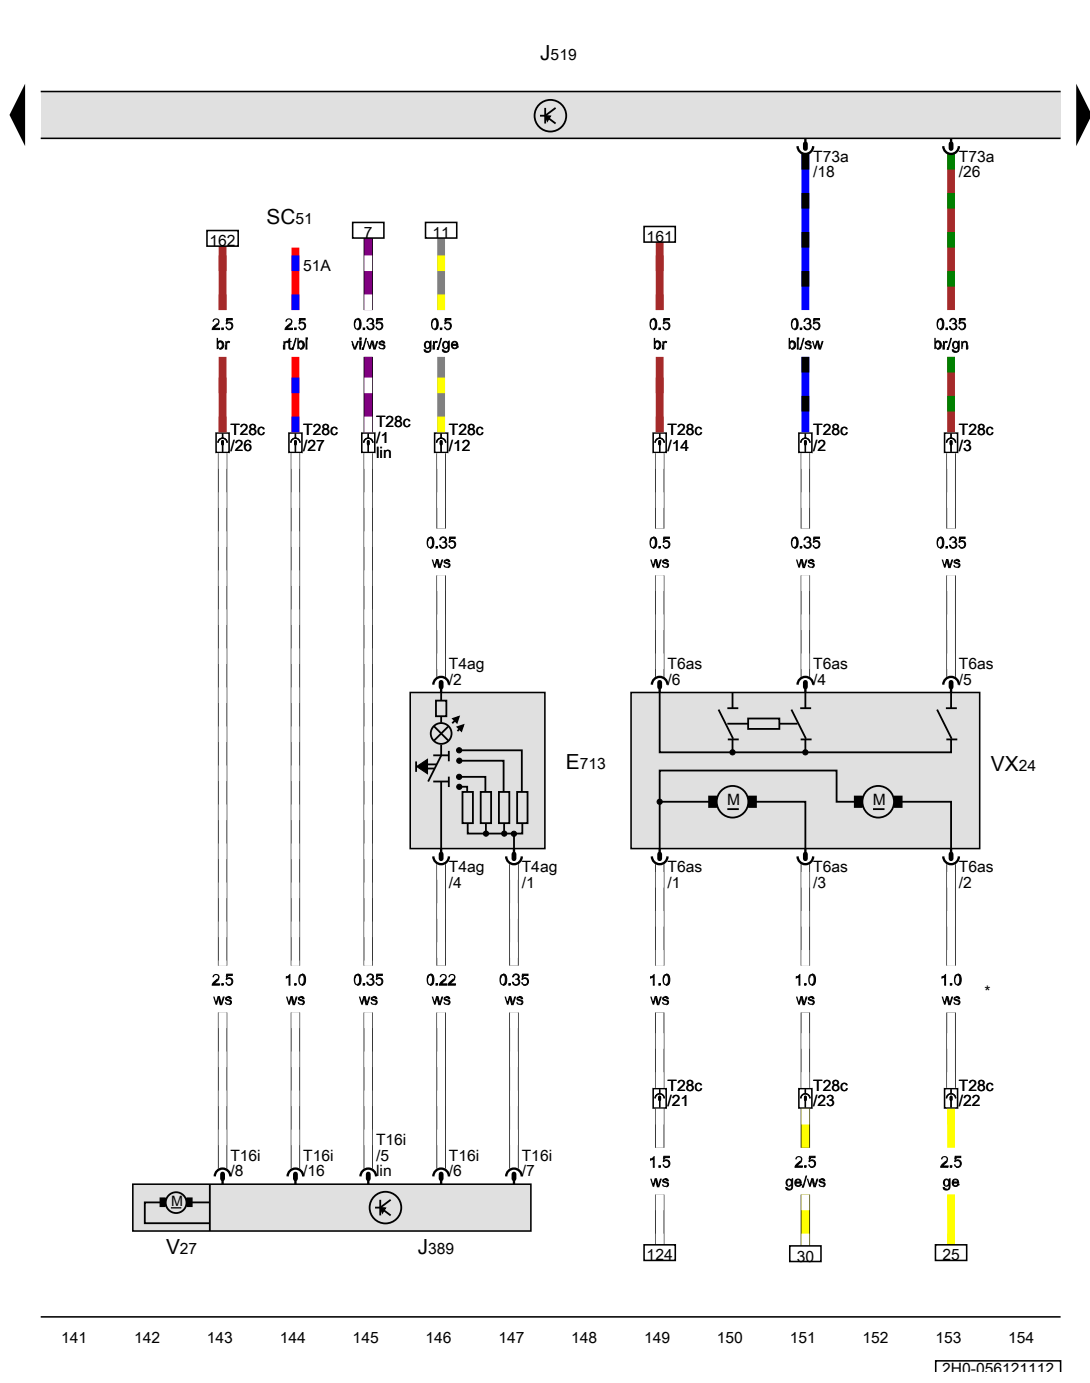 J519
T73a
/18
T73a
/26
SC51
162
7
11
161
51A
2.5
br
2.5
rt/bl
0.35
vi/ws
0.5
gr/ge
0.5
br
0.35
bl/sw
0.35
br/gn
T28c
/26
T28c
/27
T28c
/1
lin
T28c
/12
T28c
/14
T28c
/2
T28c
/3
0.35
ws
0.5
ws
0.35
ws
0.35
ws
T4ag
/2
T6as
/6
T6as
/4
T6as
/5
E713
VX24
M
M
T4ag
/4
T4ag
/1
T6as
/1
T6as
/3
T6as
/2
2.5
ws
1.0
ws
0.35
ws
0.22
ws
0.35
ws
1.0
ws
1.0
ws
1.0
ws
*
T28c
/21
T28c
/23
T28c
/22
T16i
/8
T16i
/16
T16i
/5
lin
T16i
/6
T16i
/7
1.5
ws
2.5
ge/ws
2.5
ge
M
V27
J389
124
30
25
141 142 143 144 145 146 147 148 149 150 151 152 153 154
2H0-056121112